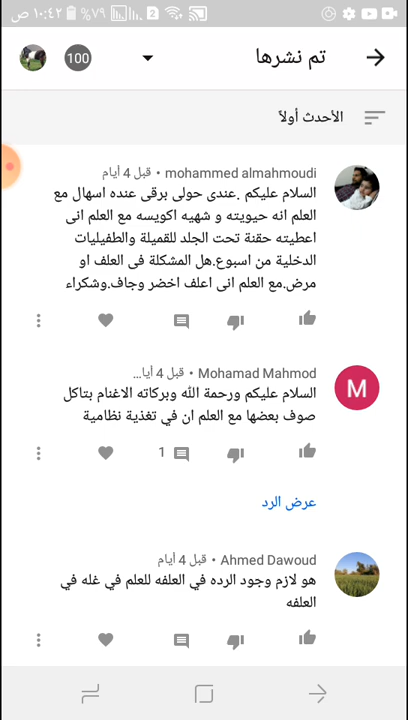 ١٠:٤٢ ص ٧٩%
2
تم نشرها
100
الأحدث أولاً
mohammed almahmoudi • قبل 4 أيام
السلام عليكم .عندى حولى برقى عنده اسهال مع
العلم انه حيويته و شهيه اكويسه مع العلم انى
اعطيته حقنة تحت الجلد للقميلة والطفيليات
الدخلية من اسبوع.هل المشكلة فى العلف او
مرض.مع العلم انى اعلف اخضر وجاف.وشكراء
Mohamad Mahmod • قبل 4 أيا...
M
السلام عليكم ورحمة الله وبركاته الاغنام بتاكل
صوف بعضها مع العلم ان في تغذية نظامية
1
عرض الرد
Ahmed Dawoud • قبل 4 أيام
هو لازم وجود الرده في العلفه للعلم في غله في
العلفه